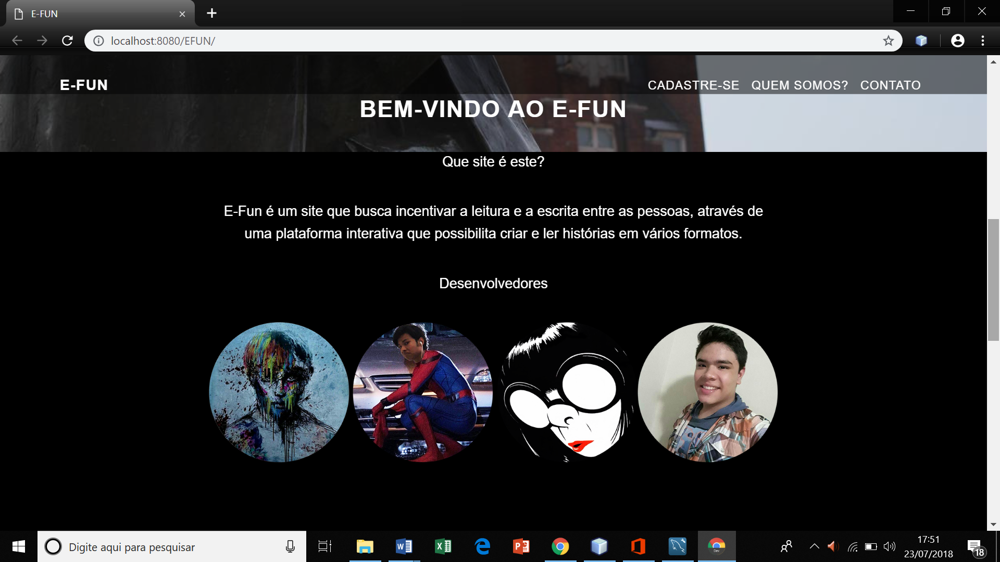 E-FUN
localhost:8080/EFUN/
E-FUN
CADASTRE-SE QUEM SOMOS? CONTATO
BEM-VINDO AO E-FUN
Que site é este?
E-Fun é um site que busca incentivar a leitura e a escrita entre as pessoas, através de
uma plataforma interativa que possibilita criar e ler histórias em vários formatos.
Desenvolvedores
Digite aqui para pesquisar
Dev
17:51
23/07/2018
18